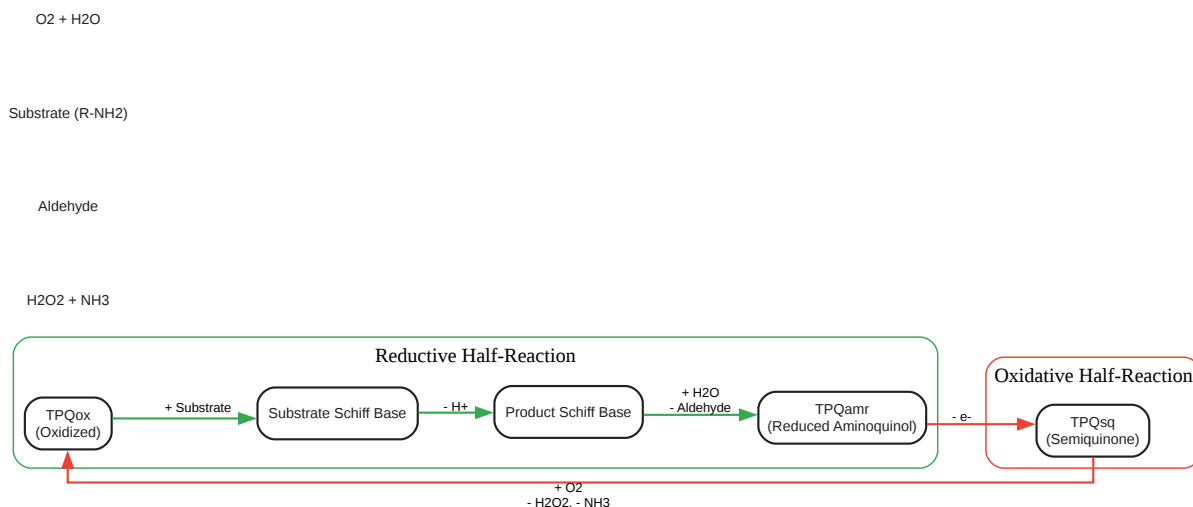 O2 + H2O
Substrate (R-NH2)
Aldehyde
H2O2 + NH3
Reductive Half-Reaction
Oxidative Half-Reaction
TPQox
(Oxidized)
+ Substrate
Substrate Schiff Base
- H+
Product Schiff Base
+ H2O
- Aldehyde
TPQamr
(Reduced Aminoquinol)
- e-
TPQsq
(Semiquinone)
+ O2
- H2O2, - NH3